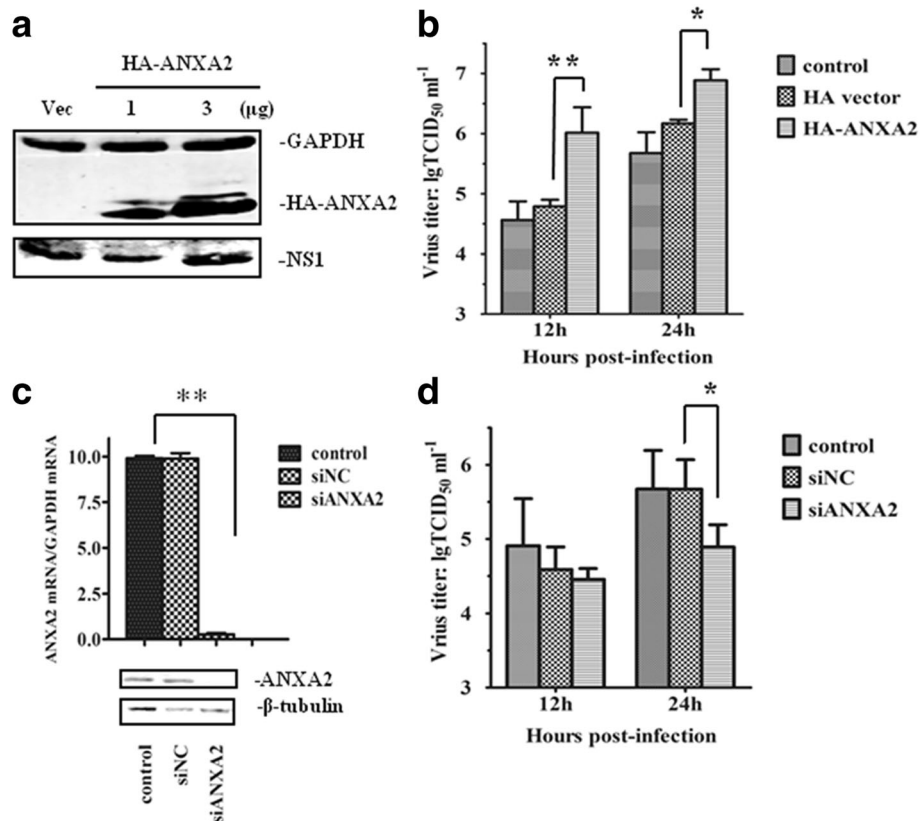 a
HA-ANXA2
Vec 1 3 (μg)
-GAPDH
-HA-ANXA2
-NS1
b
Vrius titer: lgTCID50 ml-1
7
6
5
4
3
** *
control
HA vector
HA-ANXA2
12h 24h
Hours post-infection
c
ANXA2 mRNA/GAPDH mRNA
10.0
7.5
5.0
2.5
0.0
**
control
siNC
siANXA2
-ANXA2
-β-tubulin
control siNC siANXA2
d
Vrius titer: lgTCID50 ml-1
6
5
4
3
*
control
siNC
siANXA2
12h 24h
Hours post-infection